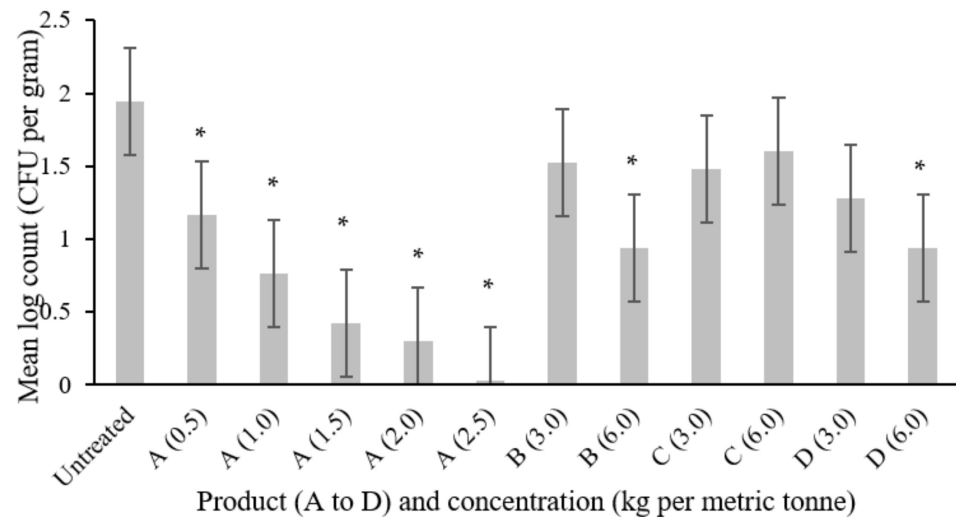 Mean log count (CFU per gram)
2.5
2
1.5
1
0.5
0
* * * * * * *
Untreated
A (0.5)
A (1.0)
A (1.5)
A (2.0)
A (2.5)
B (3.0)
B (6.0)
C (3.0)
C (6.0)
D (3.0)
D (6.0)
Product (A to D) and concentration (kg per metric tonne)